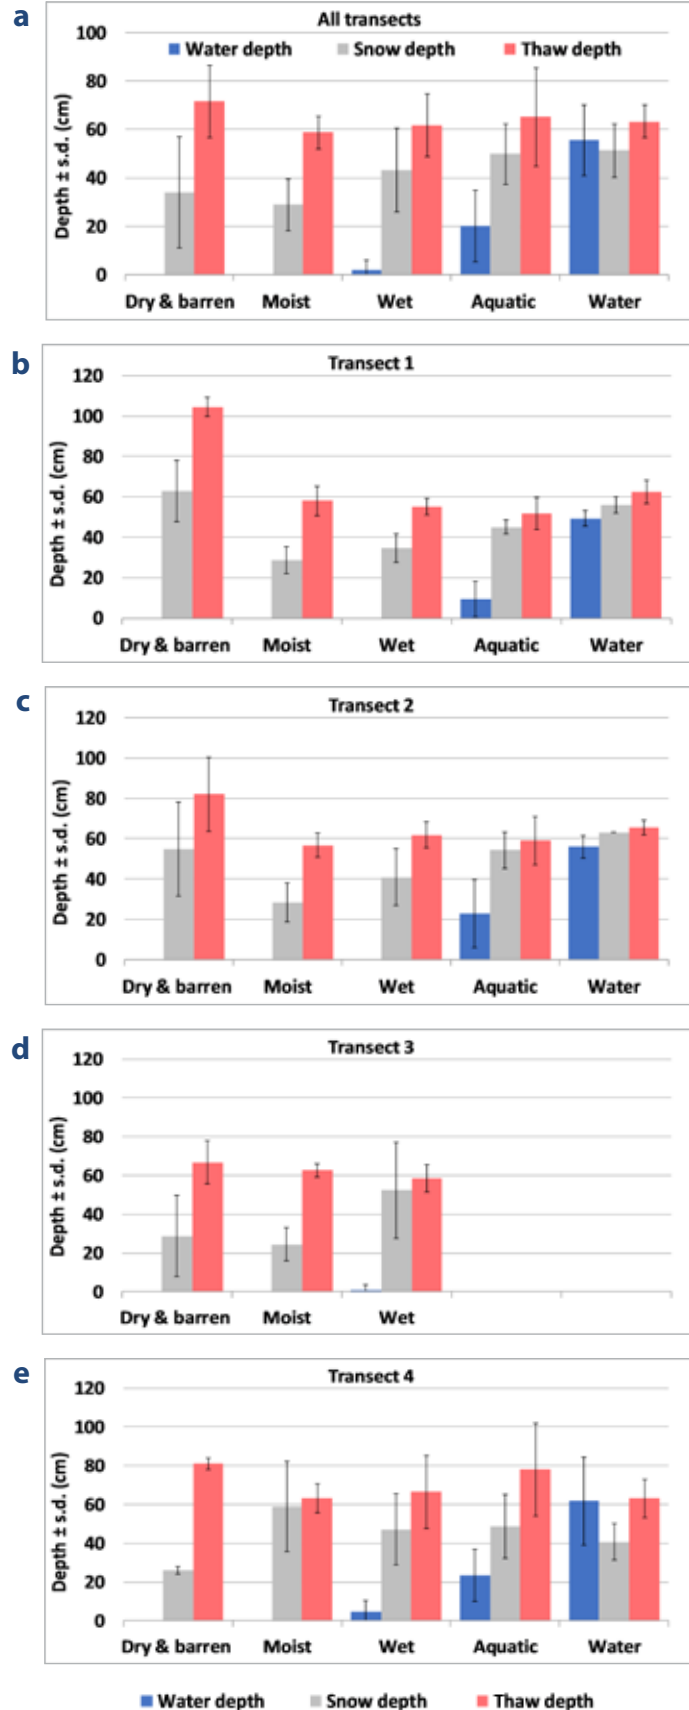 a
All transects
100
Water depth Snow depth Thaw depth
80
60
40
20
0
Depth ± s.d. (cm)
Dry & barren Moist Wet Aquatic Water
b
Transect 1
120
100
80
60
40
20
0
Depth ± s.d. (cm)
Dry & barren Moist Wet Aquatic Water
c
Transect 2
120
100
80
60
40
20
0
Depth ± s.d. (cm)
Dry & barren Moist Wet Aquatic Water
d
Transect 3
120
100
80
60
40
20
0
Depth ± s.d. (cm)
Dry & barren Moist Wet
e
Transect 4
120
100
80
60
40
20
0
Depth ± s.d. (cm)
Dry & barren Moist Wet Aquatic Water
Water depth Snow depth Thaw depth